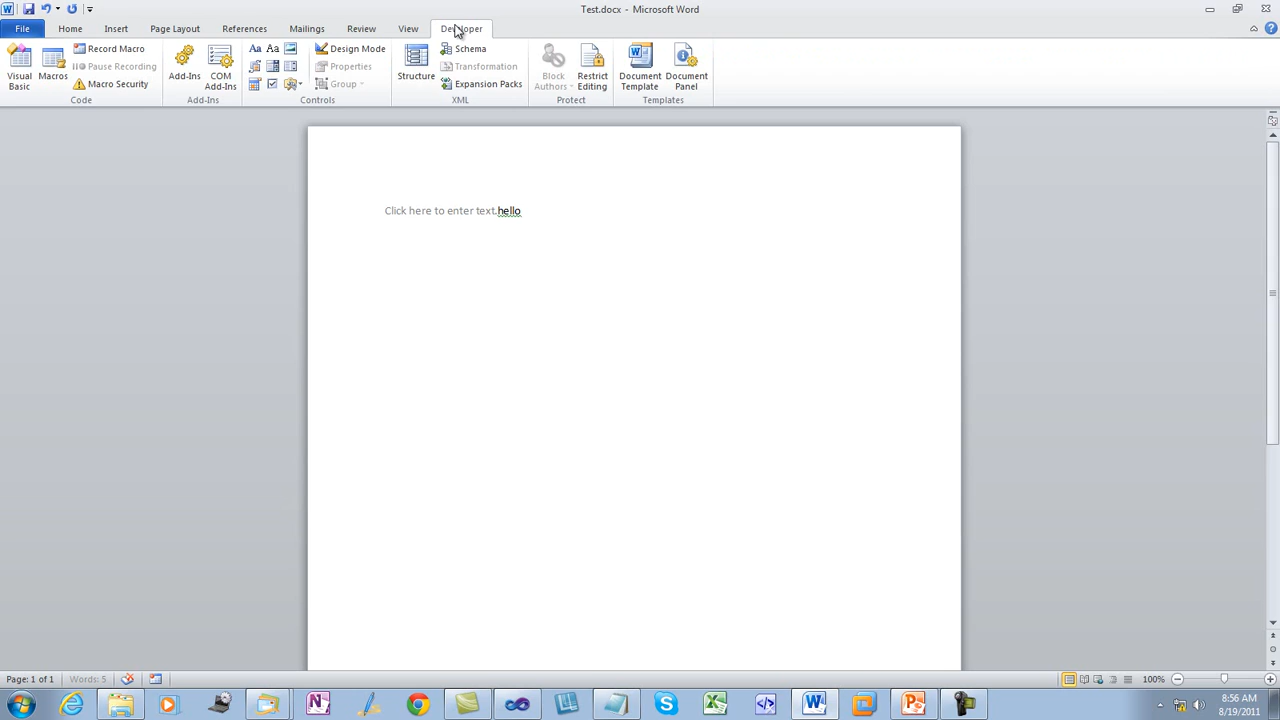 Test.docx - Microsoft Word
File Home Insert Page Layout References Mailings Review View Developer
Visual Basic
Macros
Record Macro
Pause Recording
Macro Security
Code
Add-Ins
COM Add-Ins
Add-Ins
Aa Aa
Design Mode
Properties
Group
Controls
Structure
Schema
Transformation
Expansion Packs
XML
Block Authors
Restrict Editing
Protect
Document Template
Document Panel
Templates
Click here to enter text.hello
Page: 1 of 1 Words: 5 100%
8:56 AM
8/19/2011